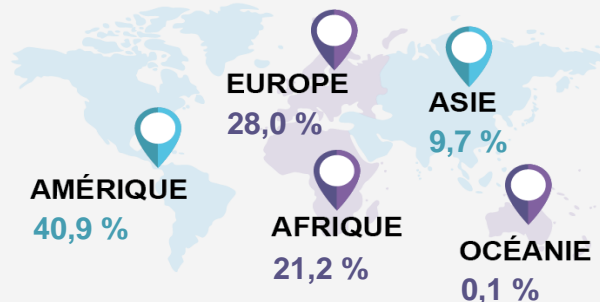 EUROPE
28,0 %
ASIE
9,7 %
AMÉRIQUE
40,9 %
AFRIQUE
21,2 %
OCÉANIE
0,1 %